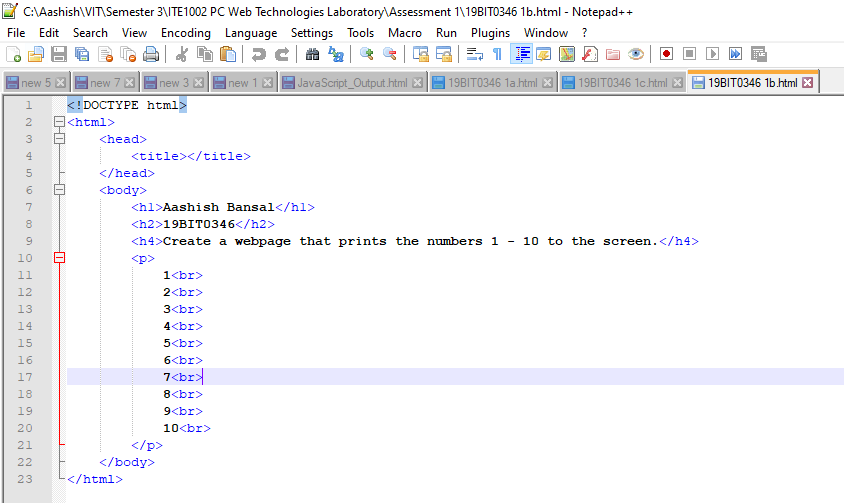 C:\Aashish\VIT\Semester 3\ITE1002 PC Web Technologies Laboratory\Assessment 1\19BIT0346 1b.html - Notepad++
File Edit Search View Encoding Language Settings Tools Macro Run Plugins Window ?
new 5 new 7 new 3 new 1 JavaScript_Output.html 19BIT0346 1a.html 19BIT0346 1c.html 19BIT0346 1b.html
1 <!DOCTYPE html>
2 <html>
3 <head>
4 <title></title>
5 </head>
6 <body>
7 <h1>Aashish Bansal</h1>
8 <h2>19BIT0346</h2>
9 <h4>Create a webpage that prints the numbers 1 - 10 to the screen.</h4>
10 <p>
11 1<br>
12 2<br>
13 3<br>
14 4<br>
15 5<br>
16 6<br>
17 7<br>
18 8<br>
19 9<br>
20 10<br>
21 </p>
22 </body>
23 </html>